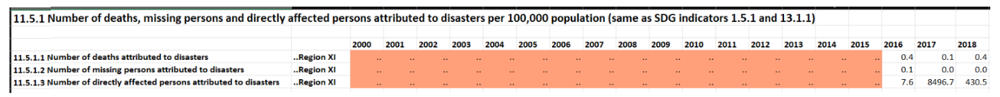 11.5.1 Number of deaths, missing persons and directly affected persons attributed to disasters per 100,000 population (same as SDG indicators 1.5.1 and 13.1.1)
2000 2001 2002 2003 2004 2005 2006 2007 2008 2009 2010 2011 2012 2013 2014 2015 2016 2017 2018
11.5.1.1 Number of deaths attributed to disasters ..Region XI .. .. .. .. .. .. .. .. .. .. .. .. .. .. .. .. 0.4 0.1 0.4
11.5.1.2 Number of missing persons attributed to disasters ..Region XI .. .. .. .. .. .. .. .. .. .. .. .. .. .. .. .. 0.1 0.0 0.0
11.5.1.3 Number of directly affected persons attributed to disasters ..Region XI .. .. .. .. .. .. .. .. .. .. .. .. .. .. .. .. 7.6 8496.7 430.5